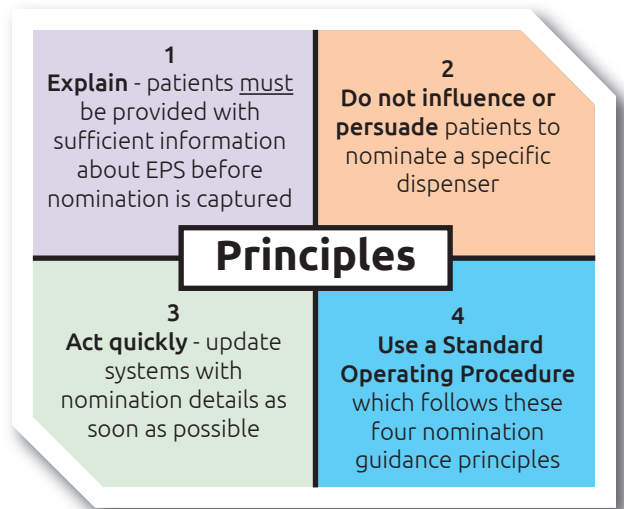 1
Explain - patients must
be provided with
sufficient information
about EPS before
nomination is captured
2
Do not influence or
persuade patients to
nominate a specific
dispenser
Principles
3
Act quickly - update
systems with
nomination details as
soon as possible
4
Use a Standard
Operating Procedure
which follows these
four nomination
guidance principles